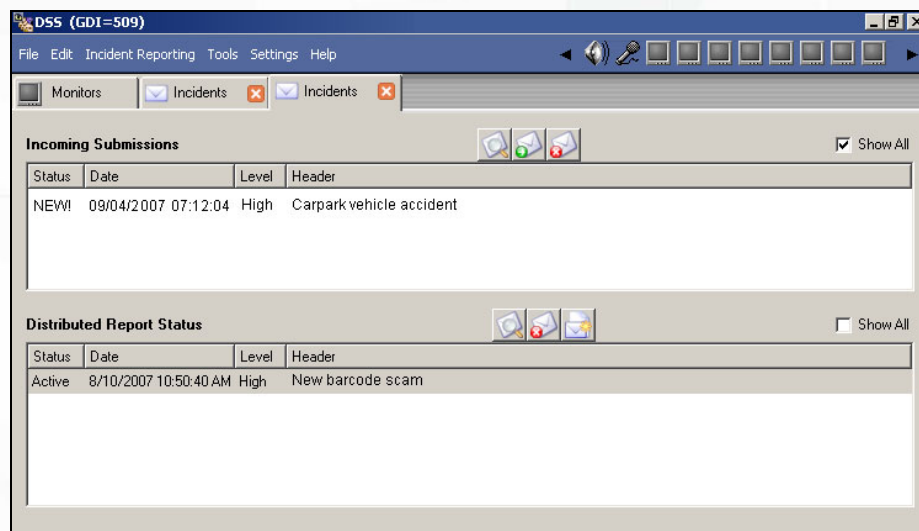 DSS (GDI=509)
File Edit Incident Reporting Tools Settings Help
Monitors Incidents Incidents
Incoming Submissions Show All
Status Date Level Header
NEW! 09/04/2007 07:12:04 High Carpark vehicle accident
Distributed Report Status Show All
Status Date Level Header
Active 8/10/2007 10:50:40 AM High New barcode scam